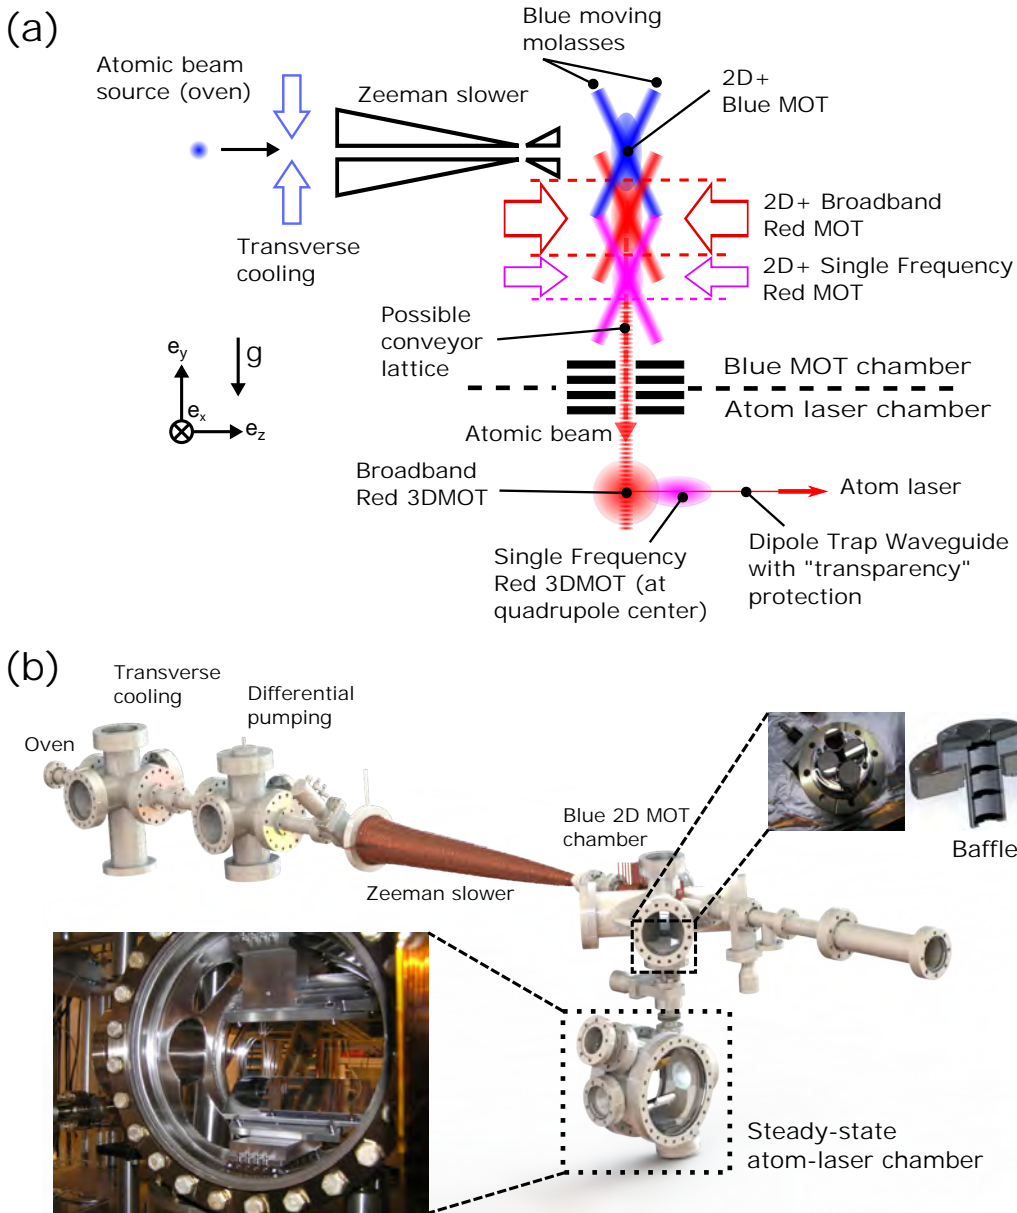 (a)
Blue moving
molasses
Atomic beam
source (oven)
Zeeman slower
2D+
Blue MOT
2D+ Broadband
Red MOT
Transverse
cooling
2D+ Single Frequency
Red MOT
Possible
conveyor
lattice
e_y
g
e_x
e_z
Blue MOT chamber
Atom laser chamber
Atomic beam
Broadband
Red 3DMOT
Atom laser
Single Frequency
Red 3DMOT (at
quadrupole center)
Dipole Trap Waveguide
with "transparency"
protection
(b)
Transverse
cooling
Differential
pumping
Oven
Blue 2D MOT
chamber
Baffle
Zeeman slower
Steady-state
atom-laser chamber